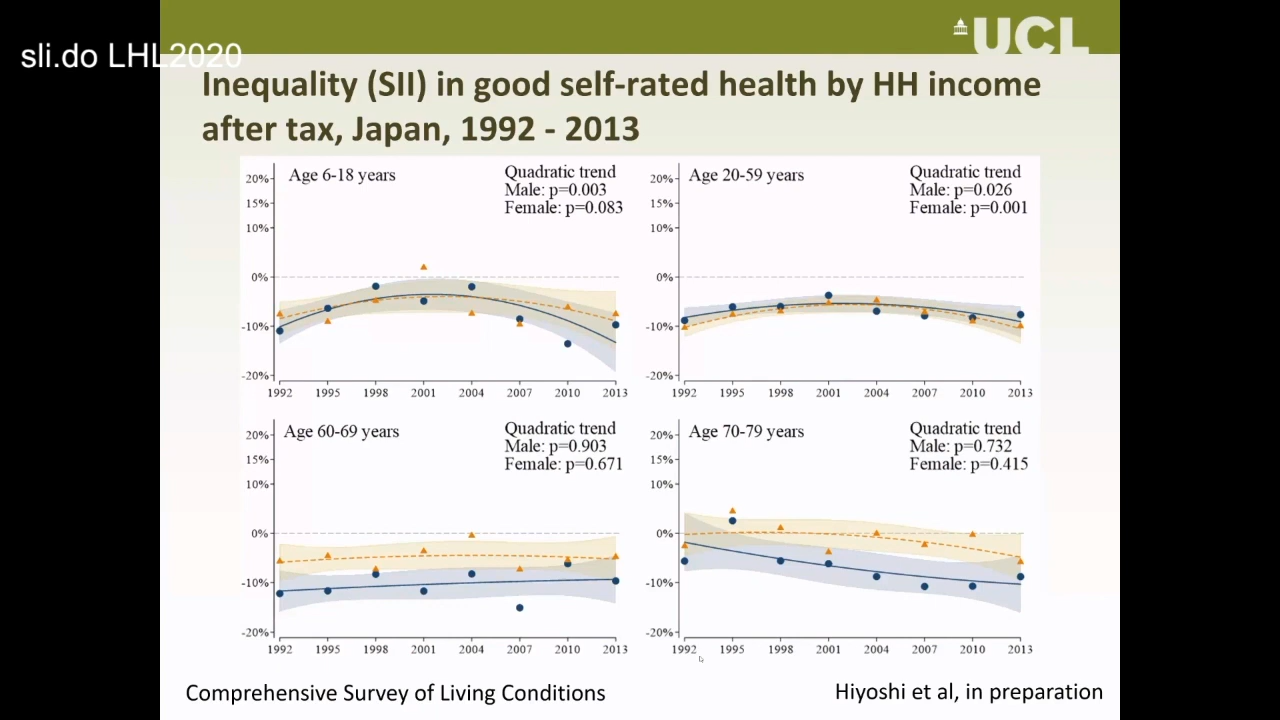 UCL
sli.do LHL2020
Inequality (SII) in good self-rated health by HH income
after tax, Japan, 1992 - 2013
Age 6-18 years
Quadratic trend
Male: p=0.003
Female: p=0.083
20%
15%
10%
0%
-10%
-20%
1992 1995 1998 2001 2004 2007 2010 2013
Age 20-59 years
Quadratic trend
Male: p=0.026
Female: p=0.001
20%
15%
10%
0%
-10%
-20%
1992 1995 1998 2001 2004 2007 2010 2013
Age 60-69 years
Quadratic trend
Male: p=0.903
Female: p=0.671
20%
15%
10%
0%
-10%
-20%
1992 1995 1998 2001 2004 2007 2010 2013
Age 70-79 years
Quadratic trend
Male: p=0.732
Female: p=0.415
20%
15%
10%
0%
-10%
-20%
1992 1995 1998 2001 2004 2007 2010 2013
Comprehensive Survey of Living Conditions
Hiyoshi et al, in preparation